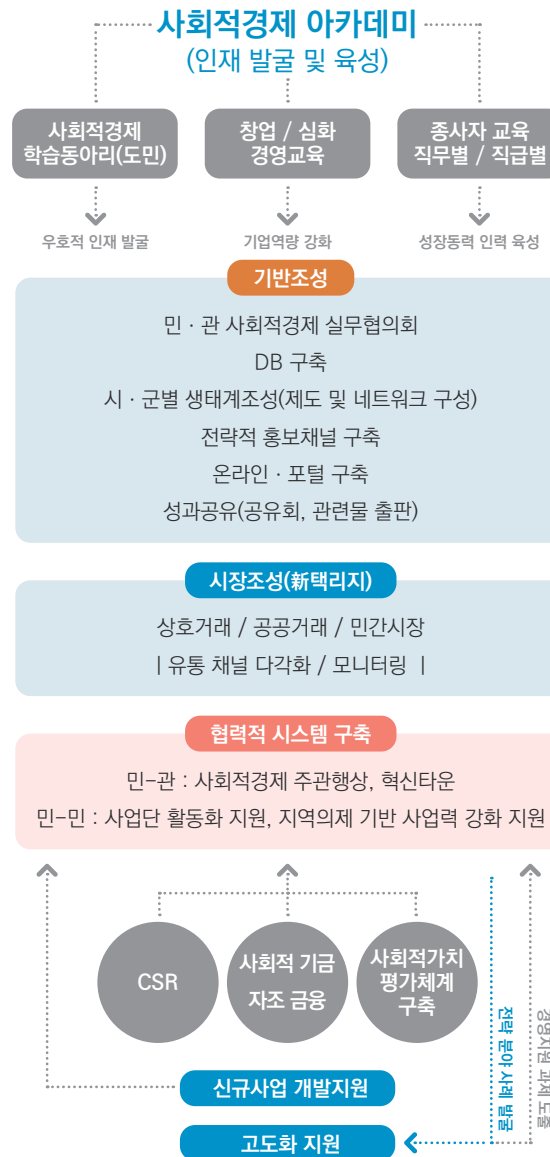 사회적경제 아카데미
(인재 발굴 및 육성)
사회적경제
학습동아리(도민)
창업 / 심화
경영교육
종사자 교육
직무별 / 직급별
우호적 인재 발굴
기업역량 강화
성장동력 인력 육성
기반조성
민 · 관 사회적경제 실무협의회
DB 구축
시 · 군별 생태계조성(제도 및 네트워크 구성)
전략적 홍보채널 구축
온라인 · 포털 구축
성과공유(공유회, 관련물 출판)
시장조성(新택리지)
상호거래 / 공공거래 / 민간시장
| 유통 채널 다각화 / 모니터링 |
협력적 시스템 구축
민-관 : 사회적경제 주관행상, 혁신타운
민-민 : 사업단 활동화 지원, 지역의제 기반 사업력 강화 지원
CSR
사회적 기금
자조 금융
사회적가치
평가체계
구축
전략 분야 사례 발굴
경영지원 과제 도출
신규사업 개발지원
고도화 지원